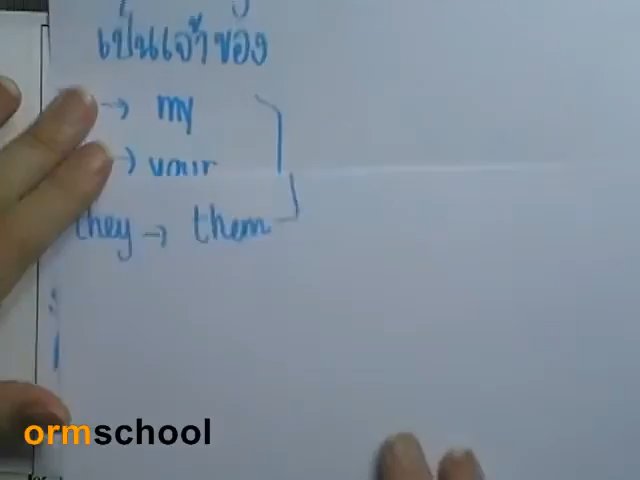 เป็นเจ้าของ
→ my
→ your
they → them
ormschool